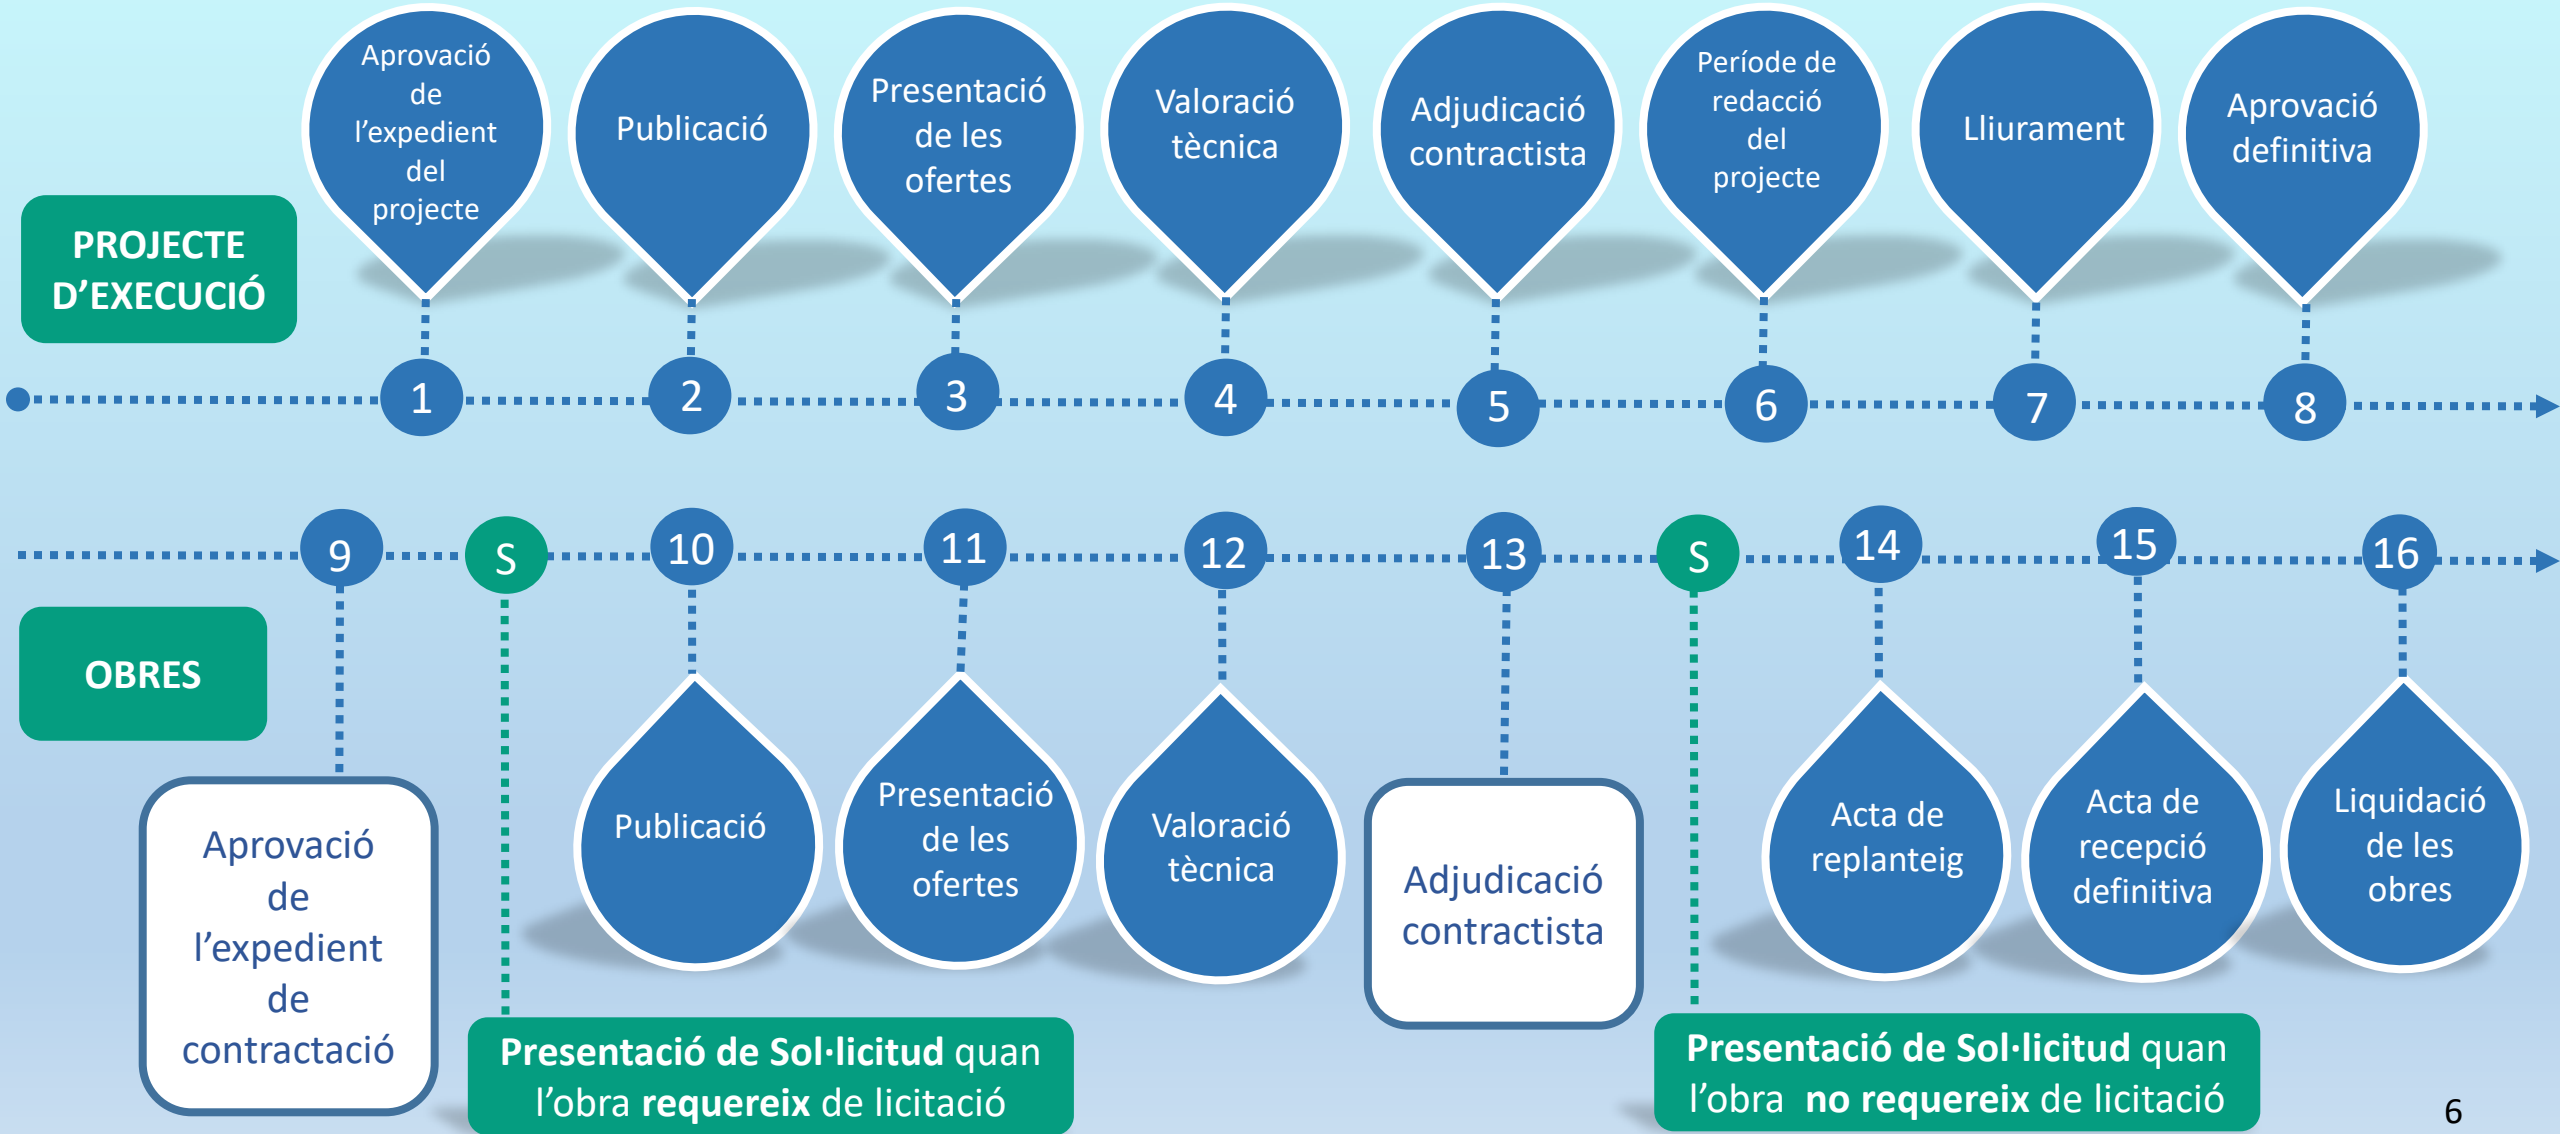 Aprovació
de
l’expedient
del
projecte
Publicació
Presentació
de les
ofertes
Valoració
tècnica
Adjudicació
contractista
Període de
redacció
del
projecte
Lliurament
Aprovació
definitiva
PROJECTE
D’EXECUCIÓ
1
2
3
4
5
6
7
8
9
S
10
11
12
13
S
14
15
16
OBRES
Aprovació
de
l’expedient
de
contractació
Publicació
Presentació
de les
ofertes
Valoració
tècnica
Adjudicació
contractista
Acta de
replanteig
Acta de
recepció
definitiva
Liquidació
de les
obres
Presentació de Sol·licitud quan
l’obra requereix de licitació
Presentació de Sol·licitud quan
l’obra no requereix de licitació
6